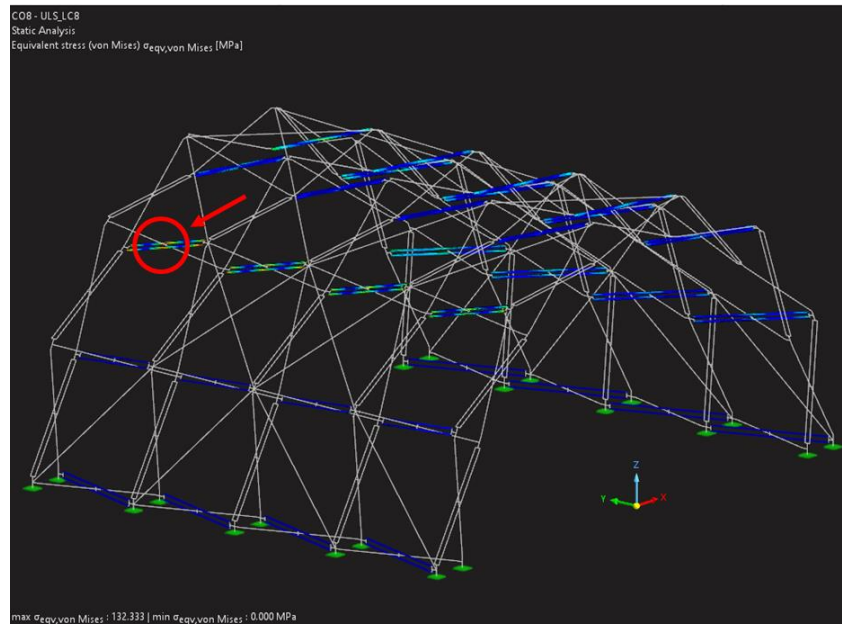 CO8 - ULS_LC8
Static Analysis
Equivalent stress (von Mises) σeqv,von Mises [MPa]
Z
Y
X
max σeqv,von Mises : 132.333 | min σeqv,von Mises : 0.000 MPa